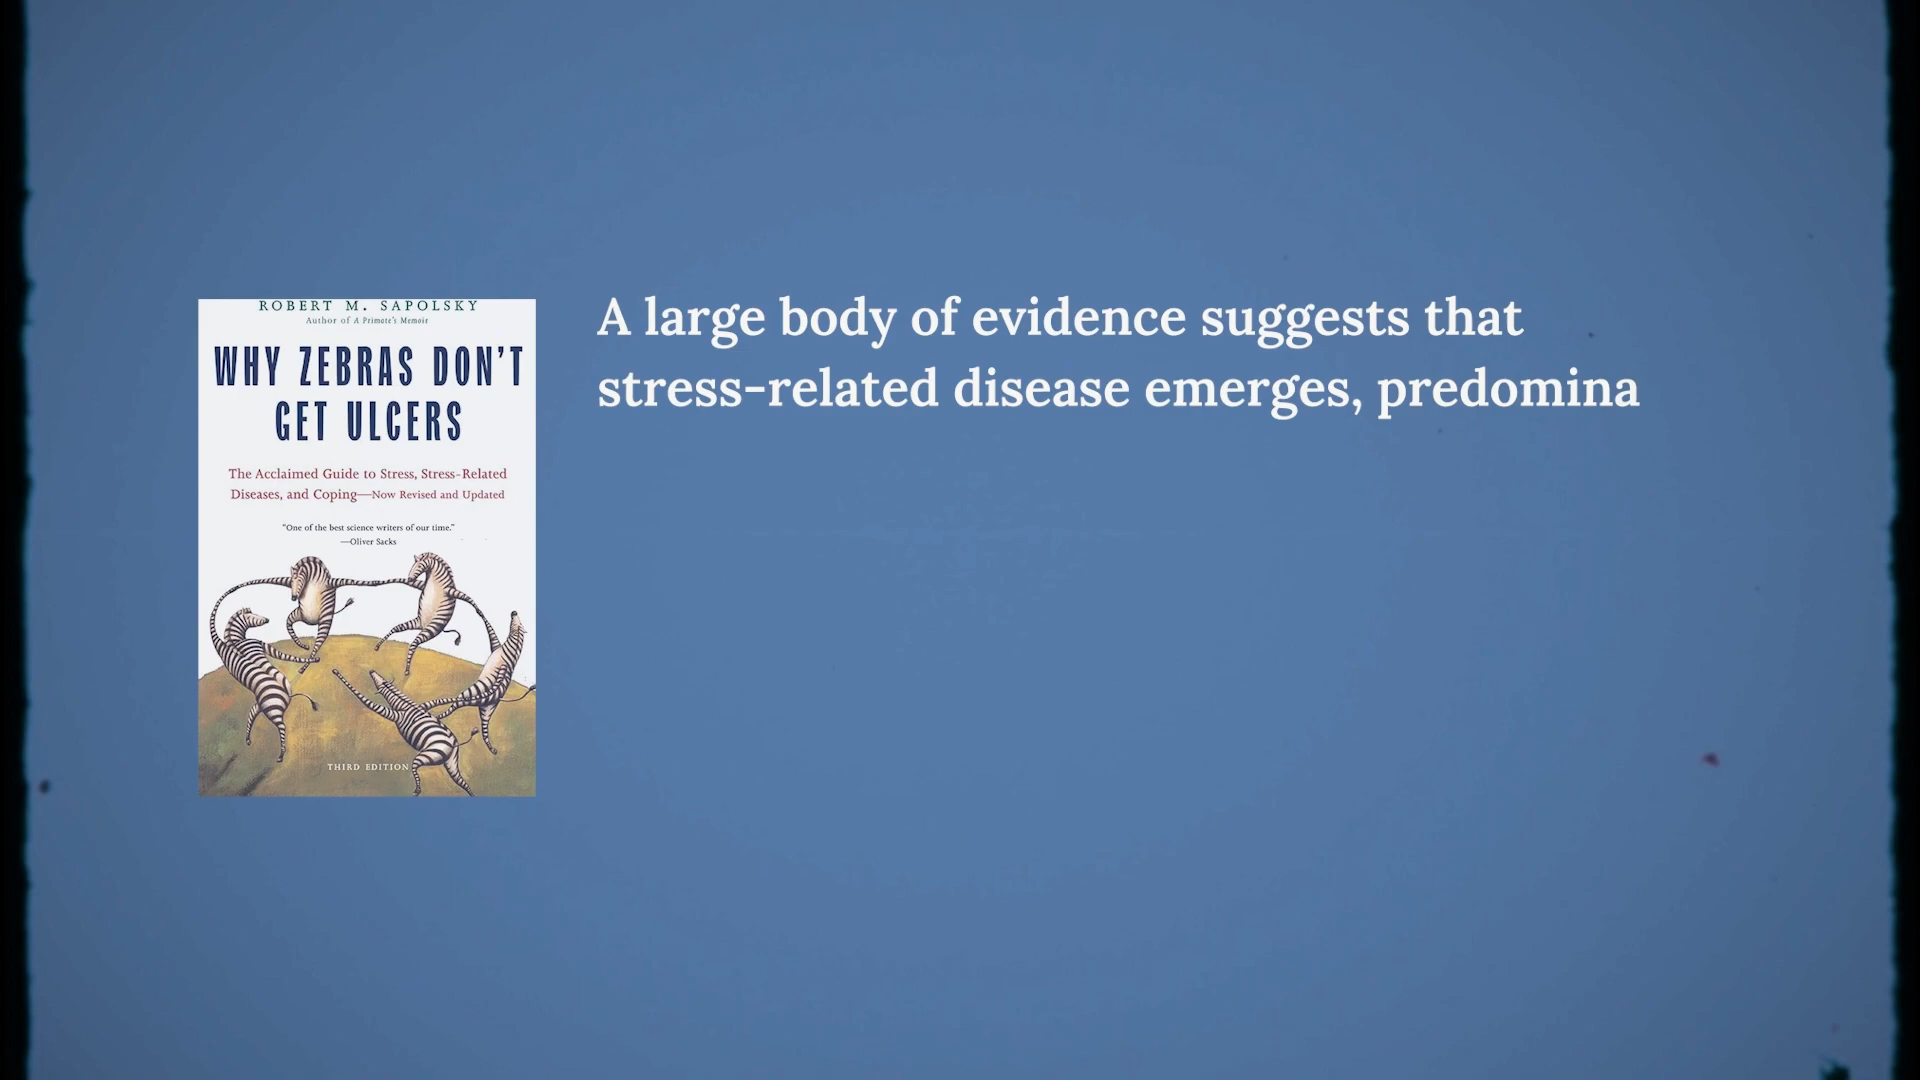 ROBERT M. SAPOLSKY
Author of A Primate's Memoir
WHY ZEBRAS DON'T
GET ULCERS
The Acclaimed Guide to Stress, Stress-Related
Diseases, and Coping—Now Revised and Updated
"One of the best science writers of our time."
—Oliver Sacks
THIRD EDITION
A large body of evidence suggests that
stress-related disease emerges, predomina